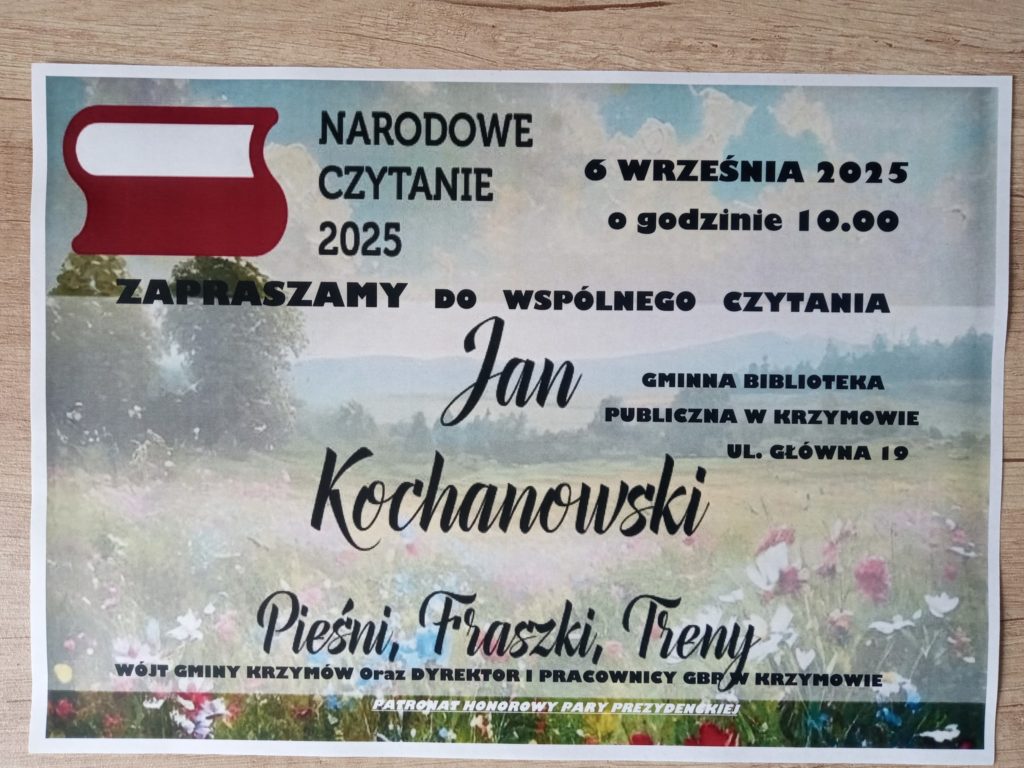 NARODOWE
CZYTANIE
2025
6 WRZEŚNIA 2025
o godzinie 10.00
ZAPRASZAMY DO WSPÓLNEGO CZYTANIA
Jan
Kochanowski
GMINNA BIBLIOTEKA
PUBLICZNA W KRZYMOWIE
UL. GŁÓWNA 19
Pieśni, Fraszki, Treny
WÓJT GMINY KRZYMÓW Oraz DYREKTOR I PRACOWNICY GBP W KRZYMOWIE
PATRONAT HONOROWY PARY PREZYDENCKIEJ